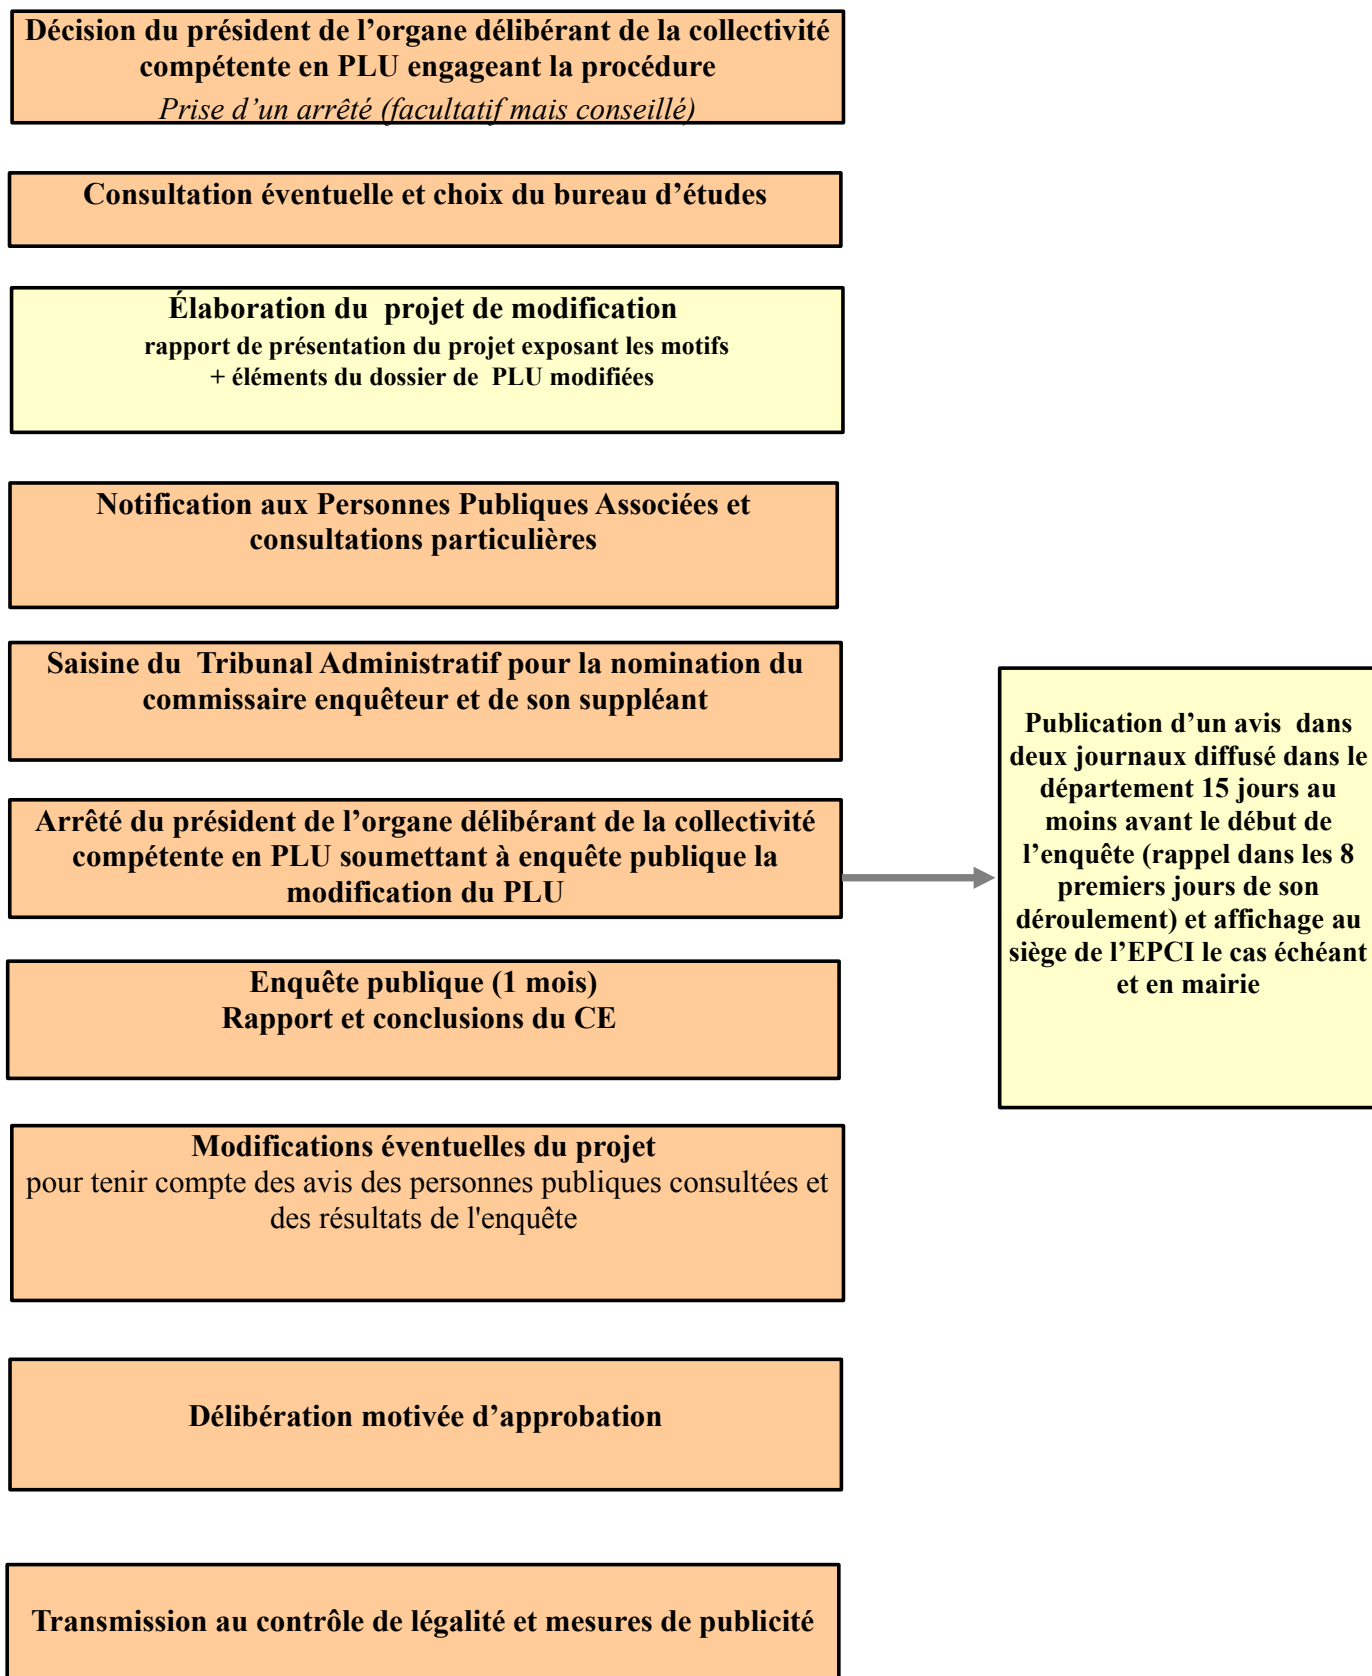 Décision du président de l’organe délibérant de la collectivité
compétente en PLU engageant la procédure
Prise d’un arrêté (facultatif mais conseillé)
Consultation éventuelle et choix du bureau d’études
Élaboration du projet de modification
rapport de présentation du projet exposant les motifs
+ éléments du dossier de PLU modifiées
Notification aux Personnes Publiques Associées et
consultations particulières
Saisine du Tribunal Administratif pour la nomination du
commissaire enquêteur et de son suppléant
Arrêté du président de l’organe délibérant de la collectivité
compétente en PLU soumettant à enquête publique la
modification du PLU
Publication d’un avis dans
deux journaux diffusé dans le
département 15 jours au
moins avant le début de
l’enquête (rappel dans les 8
premiers jours de son
déroulement) et affichage au
siège de l’EPCI le cas échéant
et en mairie
Enquête publique (1 mois)
Rapport et conclusions du CE
Modifications éventuelles du projet
pour tenir compte des avis des personnes publiques consultées et
des résultats de l'enquête
Délibération motivée d’approbation
Transmission au contrôle de légalité et mesures de publicité